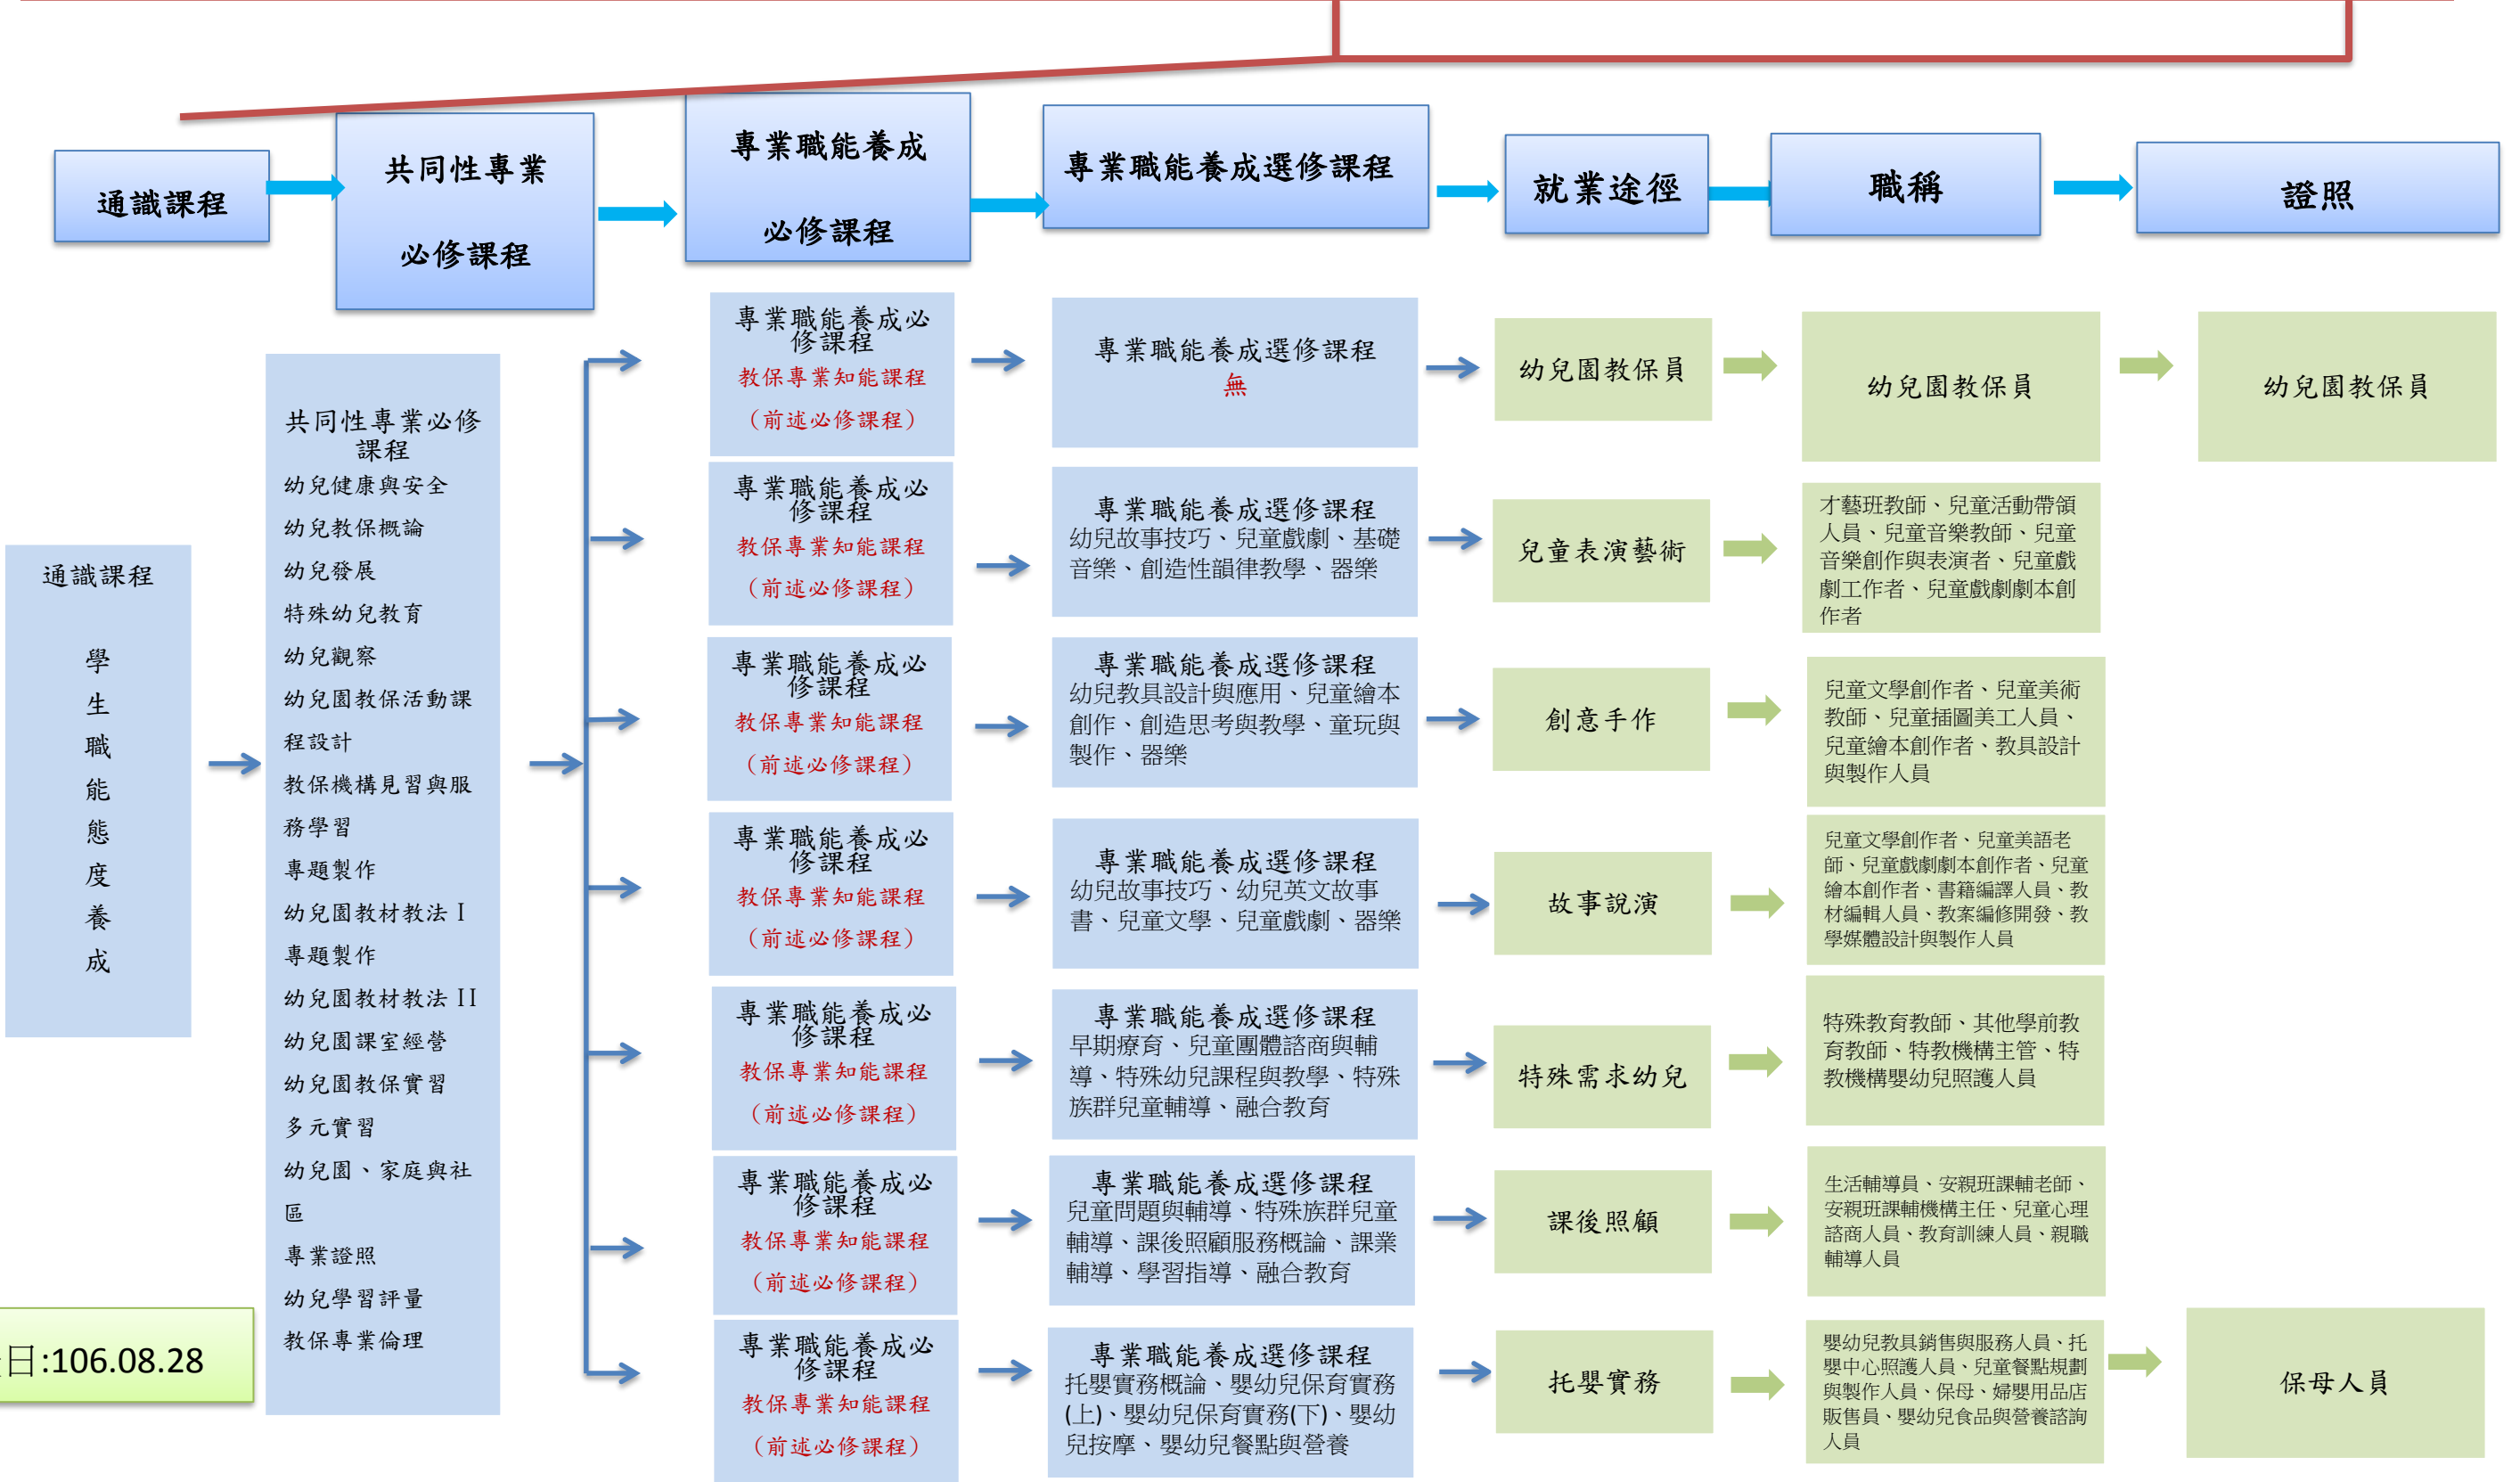 通識課程
共同性專業
必修課程
專業職能養成
必修課程
專業職能養成選修課程
就業途徑
職稱
證照
通識課程
學
生
職
能
態
度
養
成
共同性專業必修
課程
幼兒健康與安全
幼兒教保概論
幼兒發展
特殊幼兒教育
幼兒觀察
幼兒園教保活動課
程設計
教保機構見習與服
務學習
專題製作
幼兒園教材教法 I
專題製作
幼兒園教材教法 II
幼兒園課室經營
幼兒園教保實習
多元實習
幼兒園、家庭與社
區
專業證照
幼兒學習評量
教保專業倫理
專業職能養成必
修課程
教保專業知能課程
(前述必修課程)
專業職能養成選修課程
無
幼兒園教保員
幼兒園教保員
幼兒園教保員
專業職能養成必
修課程
教保專業知能課程
(前述必修課程)
專業職能養成選修課程
幼兒故事技巧、兒童戲劇、基礎
音樂、創造性韻律教學、器樂
兒童表演藝術
才藝班教師、兒童活動帶領
人員、兒童音樂教師、兒童
音樂創作與表演者、兒童戲
劇工作者、兒童戲劇劇本創
作者
專業職能養成必
修課程
教保專業知能課程
(前述必修課程)
專業職能養成選修課程
幼兒教具設計與應用、兒童繪本
創作、創造思考與教學、童玩與
製作、器樂
創意手作
兒童文學創作者、兒童美術
教師、兒童插圖美工人員、
兒童繪本創作者、教具設計
與製作人員
專業職能養成必
修課程
教保專業知能課程
(前述必修課程)
專業職能養成選修課程
幼兒故事技巧、幼兒英文故事
書、兒童文學、兒童戲劇、器樂
故事說演
兒童文學創作者、兒童美語老
師、兒童戲劇劇本創作者、兒童
繪本創作者、書籍編譯人員、教
材編輯人員、教案編修開發、教
學媒體設計與製作人員
專業職能養成必
修課程
教保專業知能課程
(前述必修課程)
專業職能養成選修課程
早期療育、兒童團體諮商與輔
導、特殊幼兒課程與教學、特殊
族群兒童輔導、融合教育
特殊需求幼兒
特殊教育教師、其他學前教
育教師、特教機構主管、特
教機構嬰幼兒照護人員
專業職能養成必
修課程
教保專業知能課程
(前述必修課程)
專業職能養成選修課程
兒童問題與輔導、特殊族群兒童
輔導、課後照顧服務概論、課業
輔導、學習指導、融合教育
課後照顧
生活輔導員、安親班課輔老師、
安親班課輔機構主任、兒童心理
諮商人員、教育訓練人員、親職
輔導人員
專業職能養成必
修課程
教保專業知能課程
(前述必修課程)
專業職能養成選修課程
托嬰實務概論、嬰幼兒保育實務
(上)、嬰幼兒保育實務(下)、嬰幼
兒按摩、嬰幼兒餐點與營養
托嬰實務
嬰幼兒教具銷售與服務人員、托
嬰中心照護人員、兒童餐點規劃
與製作人員、保母、婦嬰用品店
販售員、嬰幼兒食品與營養諮詢
人員
保母人員
日:106.08.28